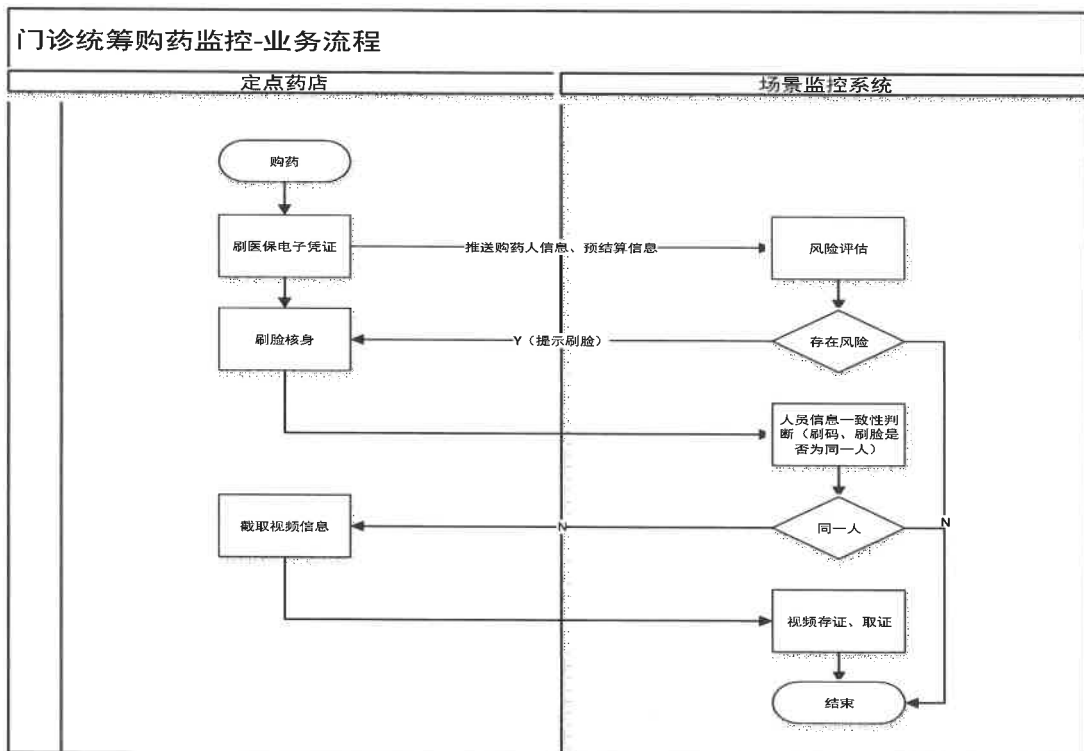 门诊统筹购药监控-业务流程
定点药店
场景监控系统
购药
刷医保电子凭证
推送购药人信息、预结算信息
风险评估
刷脸核身
Y（提示刷脸）
存在风险
人员信息一致性判
断（刷码、刷脸是
否为同一人）
截取视频信息
N
同一人
N
视频存证、取证
结束